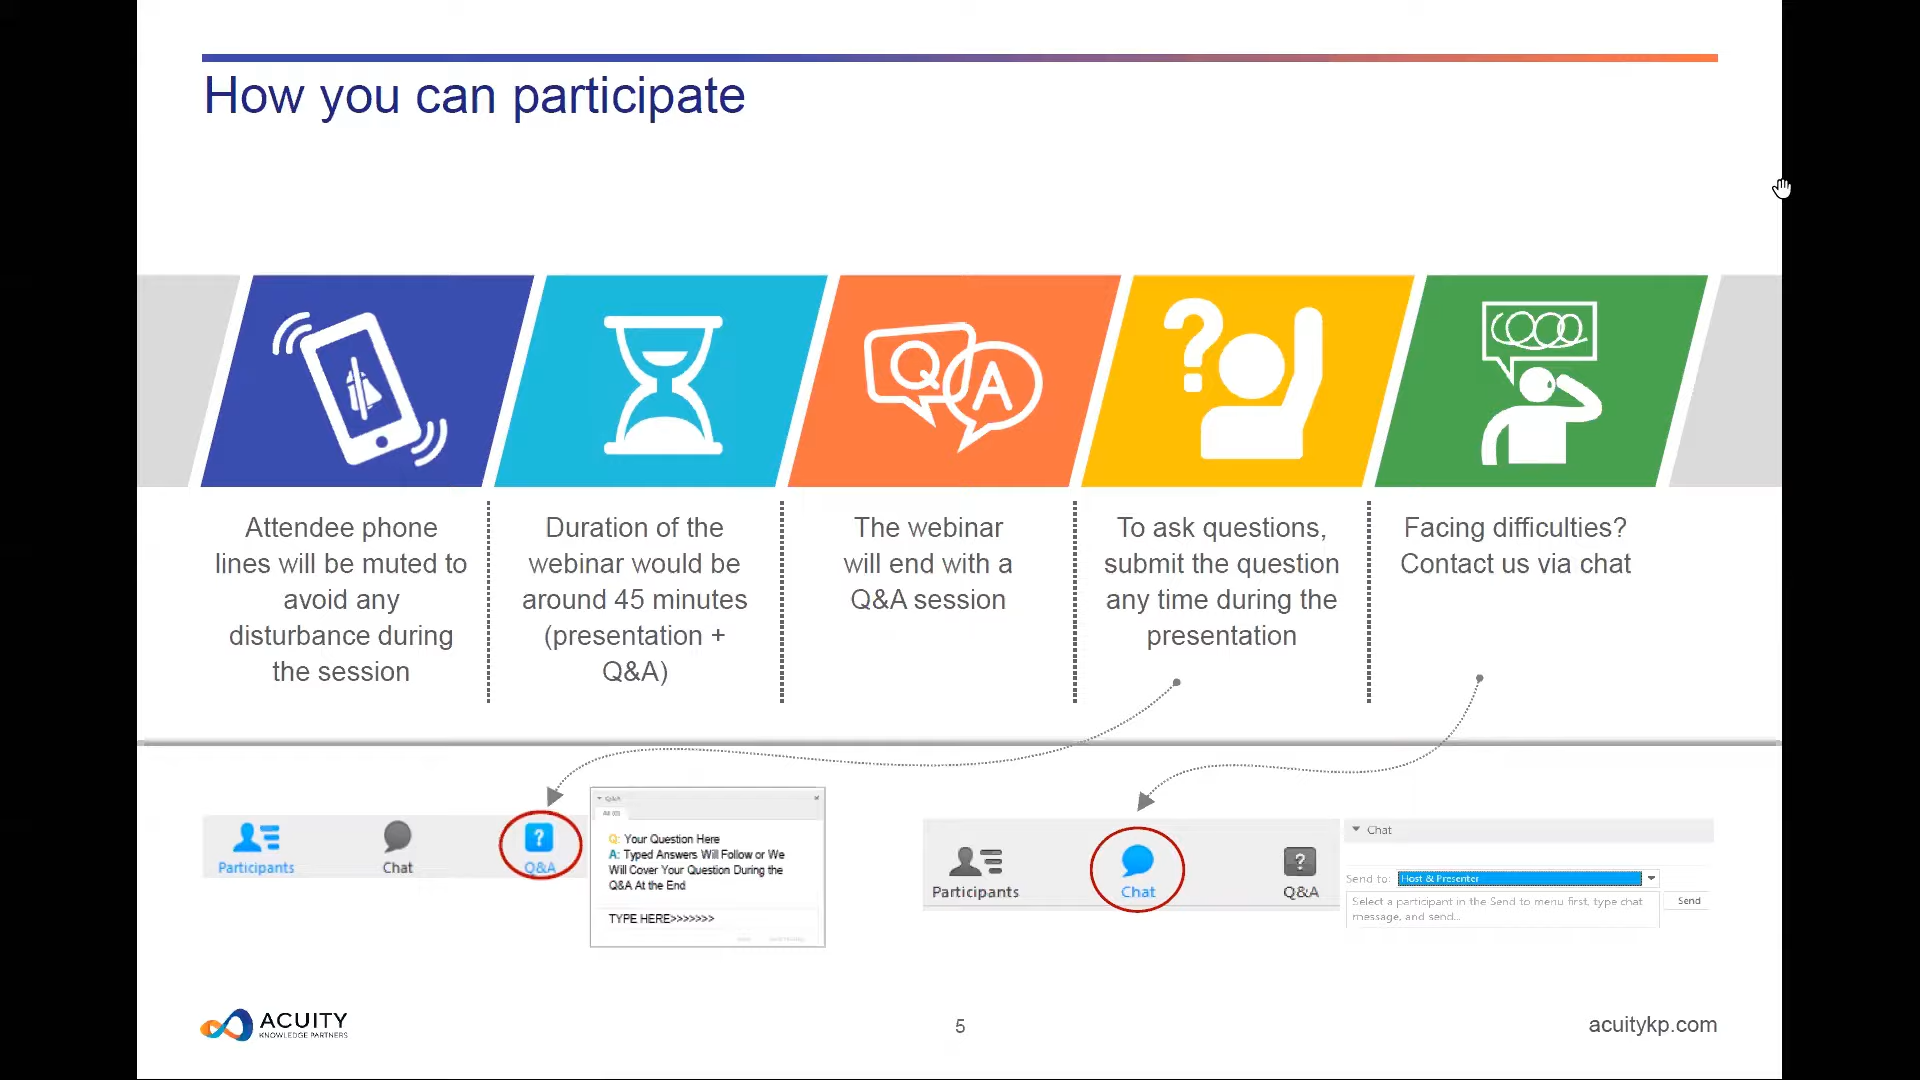 How you can participate
Q
A
?
Attendee phone
lines will be muted to
avoid any
disturbance during
the session
Duration of the
webinar would be
around 45 minutes
(presentation +
Q&A)
The webinar
will end with a
Q&A session
To ask questions,
submit the question
any time during the
presentation
Facing difficulties?
Contact us via chat
Participants
Chat
?
Q&A
Q&A
All (0)
Q: Your Question Here
A: Typed Answers Will Follow or We
Will Cover Your Question During the
Q&A At the End
TYPE HERE>>>>>>>
Participants
Chat
?
Q&A
Chat
Send to: Host & Presenter
Select a participant in the Send to menu first, type chat
message, and send...
Send
ACUITY
KNOWLEDGE PARTNERS
5
acuitykp.com